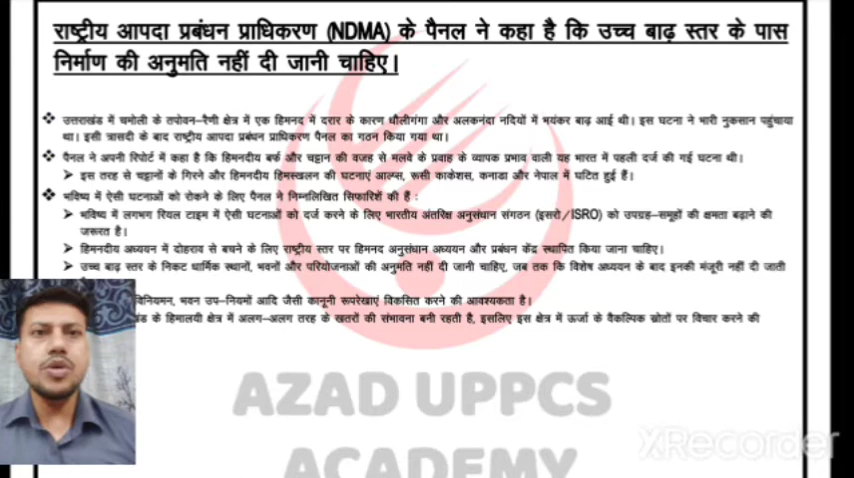 राष्ट्रीय आपदा प्रबंधन प्राधिकरण (NDMA) के पैनल ने कहा है कि उच्च बाढ़ स्तर के पास
निर्माण की अनुमति नहीं दी जानी चाहिए।
❖ उत्तराखंड में चमोली के तपोवन–रैणी क्षेत्र में एक हिमनद में दरार के कारण धौलीगंगा और अलकनंदा नदियों में भयंकर बाढ़ आई थी। इस घटना ने भारी नुकसान पहुंचाया
था। इसी त्रासदी के बाद राष्ट्रीय आपदा प्रबंधन प्राधिकरण पैनल का गठन किया गया था।
❖ पैनल ने अपनी रिपोर्ट में कहा है कि हिमनदीय बर्फ और चट्टान की वजह से मलवे के प्रवाह के व्यापक प्रभाव वाली यह भारत में पहली दर्ज की गई घटना थी।
➢ इस तरह से चट्टानों के गिरने और हिमनदीय हिमस्खलन की घटनाएं आल्प्स, रूसी काकेशस, कनाडा और नेपाल में घटित हुई हैं।
❖ भविष्य में ऐसी घटनाओं को रोकने के लिए पैनल ने निम्नलिखित सिफारिशें की हैं :
➢ भविष्य में लगभग रियल टाइम में ऐसी घटनाओं को दर्ज करने के लिए भारतीय अंतरिक्ष अनुसंधान संगठन (इसरो/ISRO) को उपग्रह–समूहों की क्षमता बढ़ाने की
जरूरत है।
➢ हिमनदीय अध्ययन में दोहराव से बचने के लिए राष्ट्रीय स्तर पर हिमनद अनुसंधान अध्ययन और प्रबंधन केंद्र स्थापित किया जाना चाहिए।
➢ उच्च बाढ़ स्तर के निकट धार्मिक स्थानों, भवनों और परियोजनाओं की अनुमति नहीं दी जानी चाहिए, जब तक कि विशेष अध्ययन के बाद इनकी मंजूरी नहीं दी जाती
विनियमन, भवन उप–नियमों आदि जैसी कानूनी रूपरेखाएं विकसित करने की आवश्यकता है।
के हिमालयी क्षेत्र में अलग–अलग तरह के खतरों की संभावना बनी रहती है, इसलिए इस क्षेत्र में ऊर्जा के वैकल्पिक स्रोतों पर विचार करने की
AZAD UPPCS
ACADEMY
XRecorder